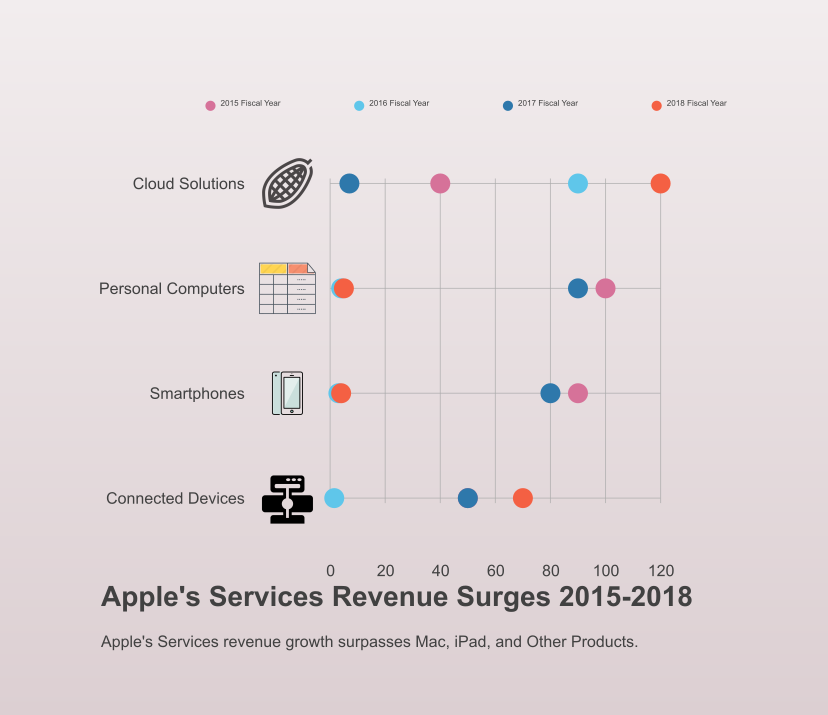 2015 Fiscal Year
2016 Fiscal Year
2017 Fiscal Year
2018 Fiscal Year
Cloud Solutions
Personal Computers
Smartphones
Connected Devices
0 20 40 60 80 100 120
Apple's Services Revenue Surges 2015-2018
Apple's Services revenue growth surpasses Mac, iPad, and Other Products.